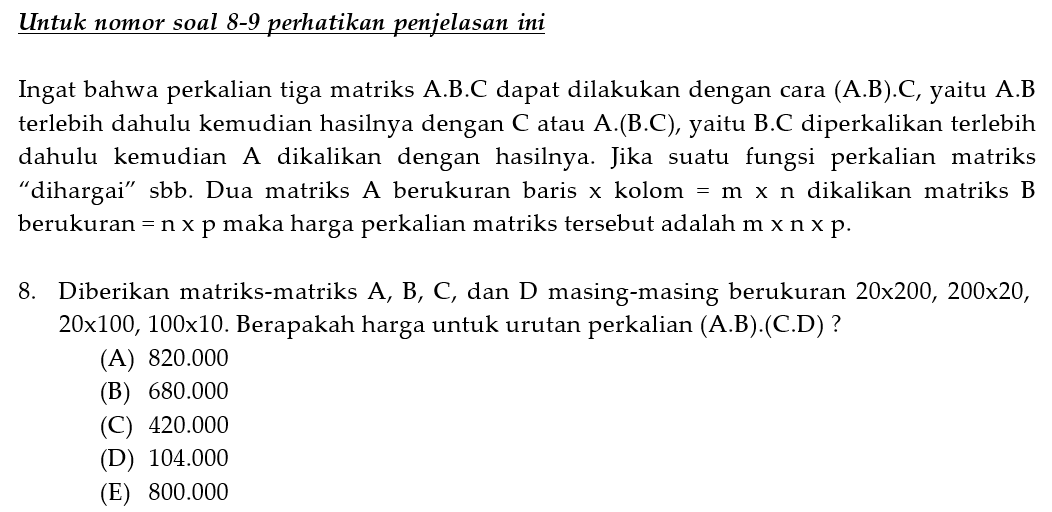 Untuk nomor soal 8-9 perhatikan penjelasan ini
Ingat bahwa perkalian tiga matriks A.B.C dapat dilakukan dengan cara (A.B).C, yaitu A.B
terlebih dahulu kemudian hasilnya dengan C atau A.(B.C), yaitu B.C diperkalikan terlebih
dahulu kemudian A dikalikan dengan hasilnya. Jika suatu fungsi perkalian matriks
“dihargai” sbb. Dua matriks A berukuran baris x kolom = m x n dikalikan matriks B
berukuran = n x p maka harga perkalian matriks tersebut adalah m x n x p.
8. Diberikan matriks-matriks A, B, C, dan D masing-masing berukuran 20x200, 200x20,
20x100, 100x10. Berapakah harga untuk urutan perkalian (A.B).(C.D) ?
(A) 820.000
(B) 680.000
(C) 420.000
(D) 104.000
(E) 800.000